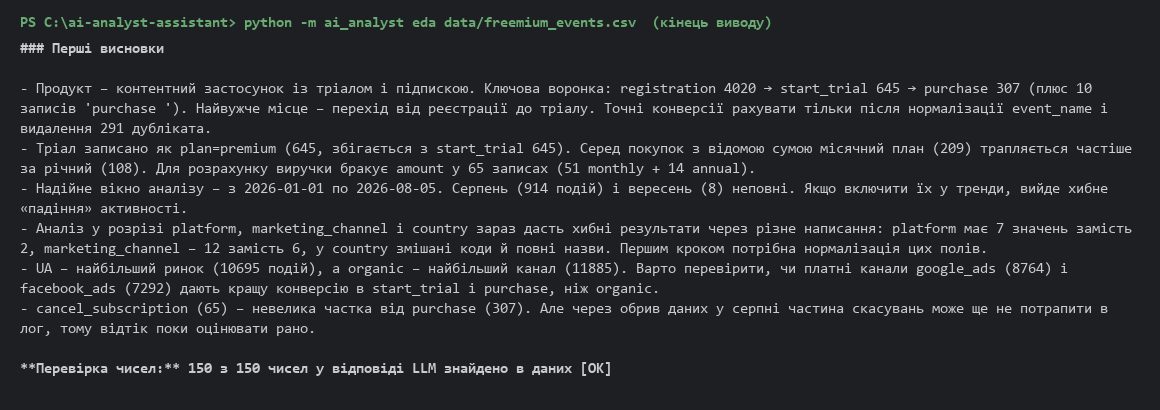 PS C:\ai-analyst-assistant> python -m ai_analyst eda data/freemium_events.csv  (кінець виводу)
### Перші висновки
- Продукт – контентний застосунок із тріалом і підпискою. Ключова воронка: registration 4020 → start_trial 645 → purchase 307 (плюс 10
записів 'purchase '). Найвужче місце – перехід від реєстрації до тріалу. Точні конверсії рахувати тільки після нормалізації event_name і
видалення 291 дубліката.
- Тріал записано як plan=premium (645, збігається з start_trial 645). Серед покупок з відомою сумою місячний план (209) трапляється частіше
за річний (108). Для розрахунку виручки бракує amount у 65 записах (51 monthly + 14 annual).
- Надійне вікно аналізу – з 2026-01-01 по 2026-08-05. Серпень (914 подій) і вересень (8) неповні. Якщо включити їх у тренди, вийде хибне
«падіння» активності.
- Аналіз у розрізі platform, marketing_channel і country зараз дасть хибні результати через різне написання: platform має 7 значень замість
2, marketing_channel – 12 замість 6, у country змішані коди й повні назви. Першим кроком потрібна нормалізація цих полів.
- UA – найбільший ринок (10695 подій), а organic – найбільший канал (11885). Варто перевірити, чи платні канали google_ads (8764) і
facebook_ads (7292) дають кращу конверсію в start_trial і purchase, ніж organic.
- cancel_subscription (65) – невелика частка від purchase (307). Але через обрив даних у серпні частина скасувань може ще не потрапити в
лог, тому відтік поки оцінювати рано.
**Перевірка чисел:** 150 з 150 чисел у відповіді LLM знайдено в даних [OK]